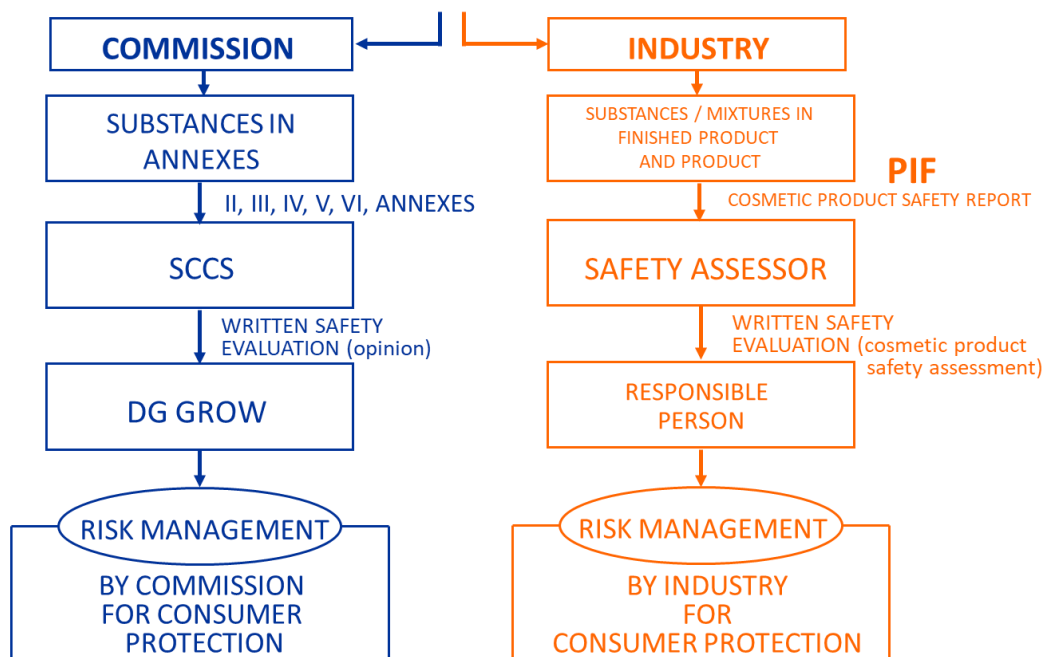 COMMISSION
SUBSTANCES IN
ANNEXES
II, III, IV, V, VI, ANNEXES
SCCS
WRITTEN SAFETY
EVALUATION (opinion)
DG GROW
RISK MANAGEMENT
BY COMMISSION
FOR CONSUMER
PROTECTION
INDUSTRY
SUBSTANCES / MIXTURES IN
FINISHED PRODUCT
AND PRODUCT
PIF
COSMETIC PRODUCT SAFETY REPORT
SAFETY ASSESSOR
WRITTEN SAFETY
EVALUATION (cosmetic product
safety assessment)
RESPONSIBLE
PERSON
RISK MANAGEMENT
BY INDUSTRY
FOR
CONSUMER PROTECTION